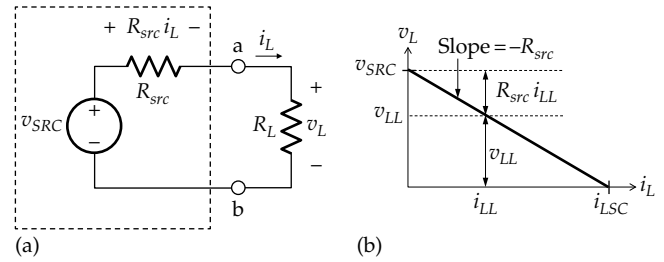 + R_src i_L −
a
i_L
R_src
+
v_SRC
+
−
R_L
v_L
−
b
(a)
v_L
Slope = −R_src
v_SRC
R_src i_LL
v_LL
v_LL
i_L
i_LL
i_LSC
(b)